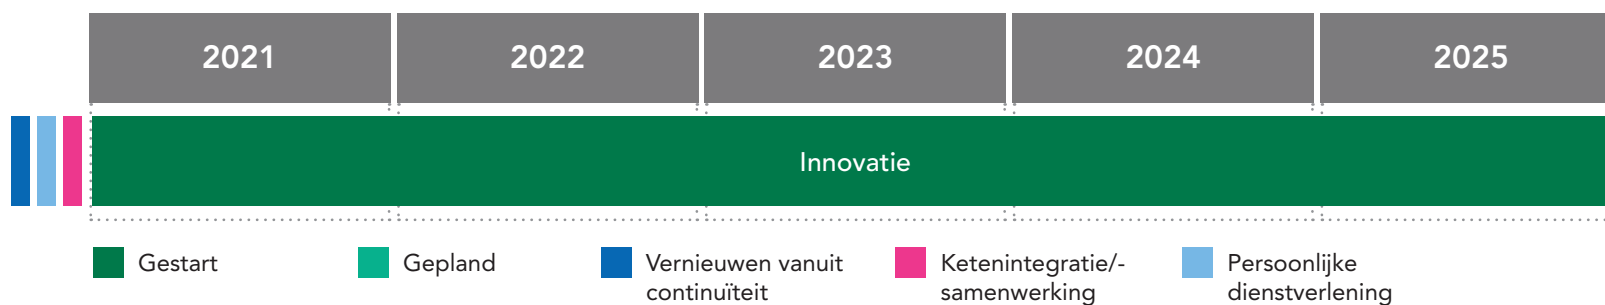 2021 2022 2023 2024 2025
Innovatie
Gestart Gepland Vernieuwen vanuit Ketenintegratie/- Persoonlijke
continuïteit samenwerking dienstverlening